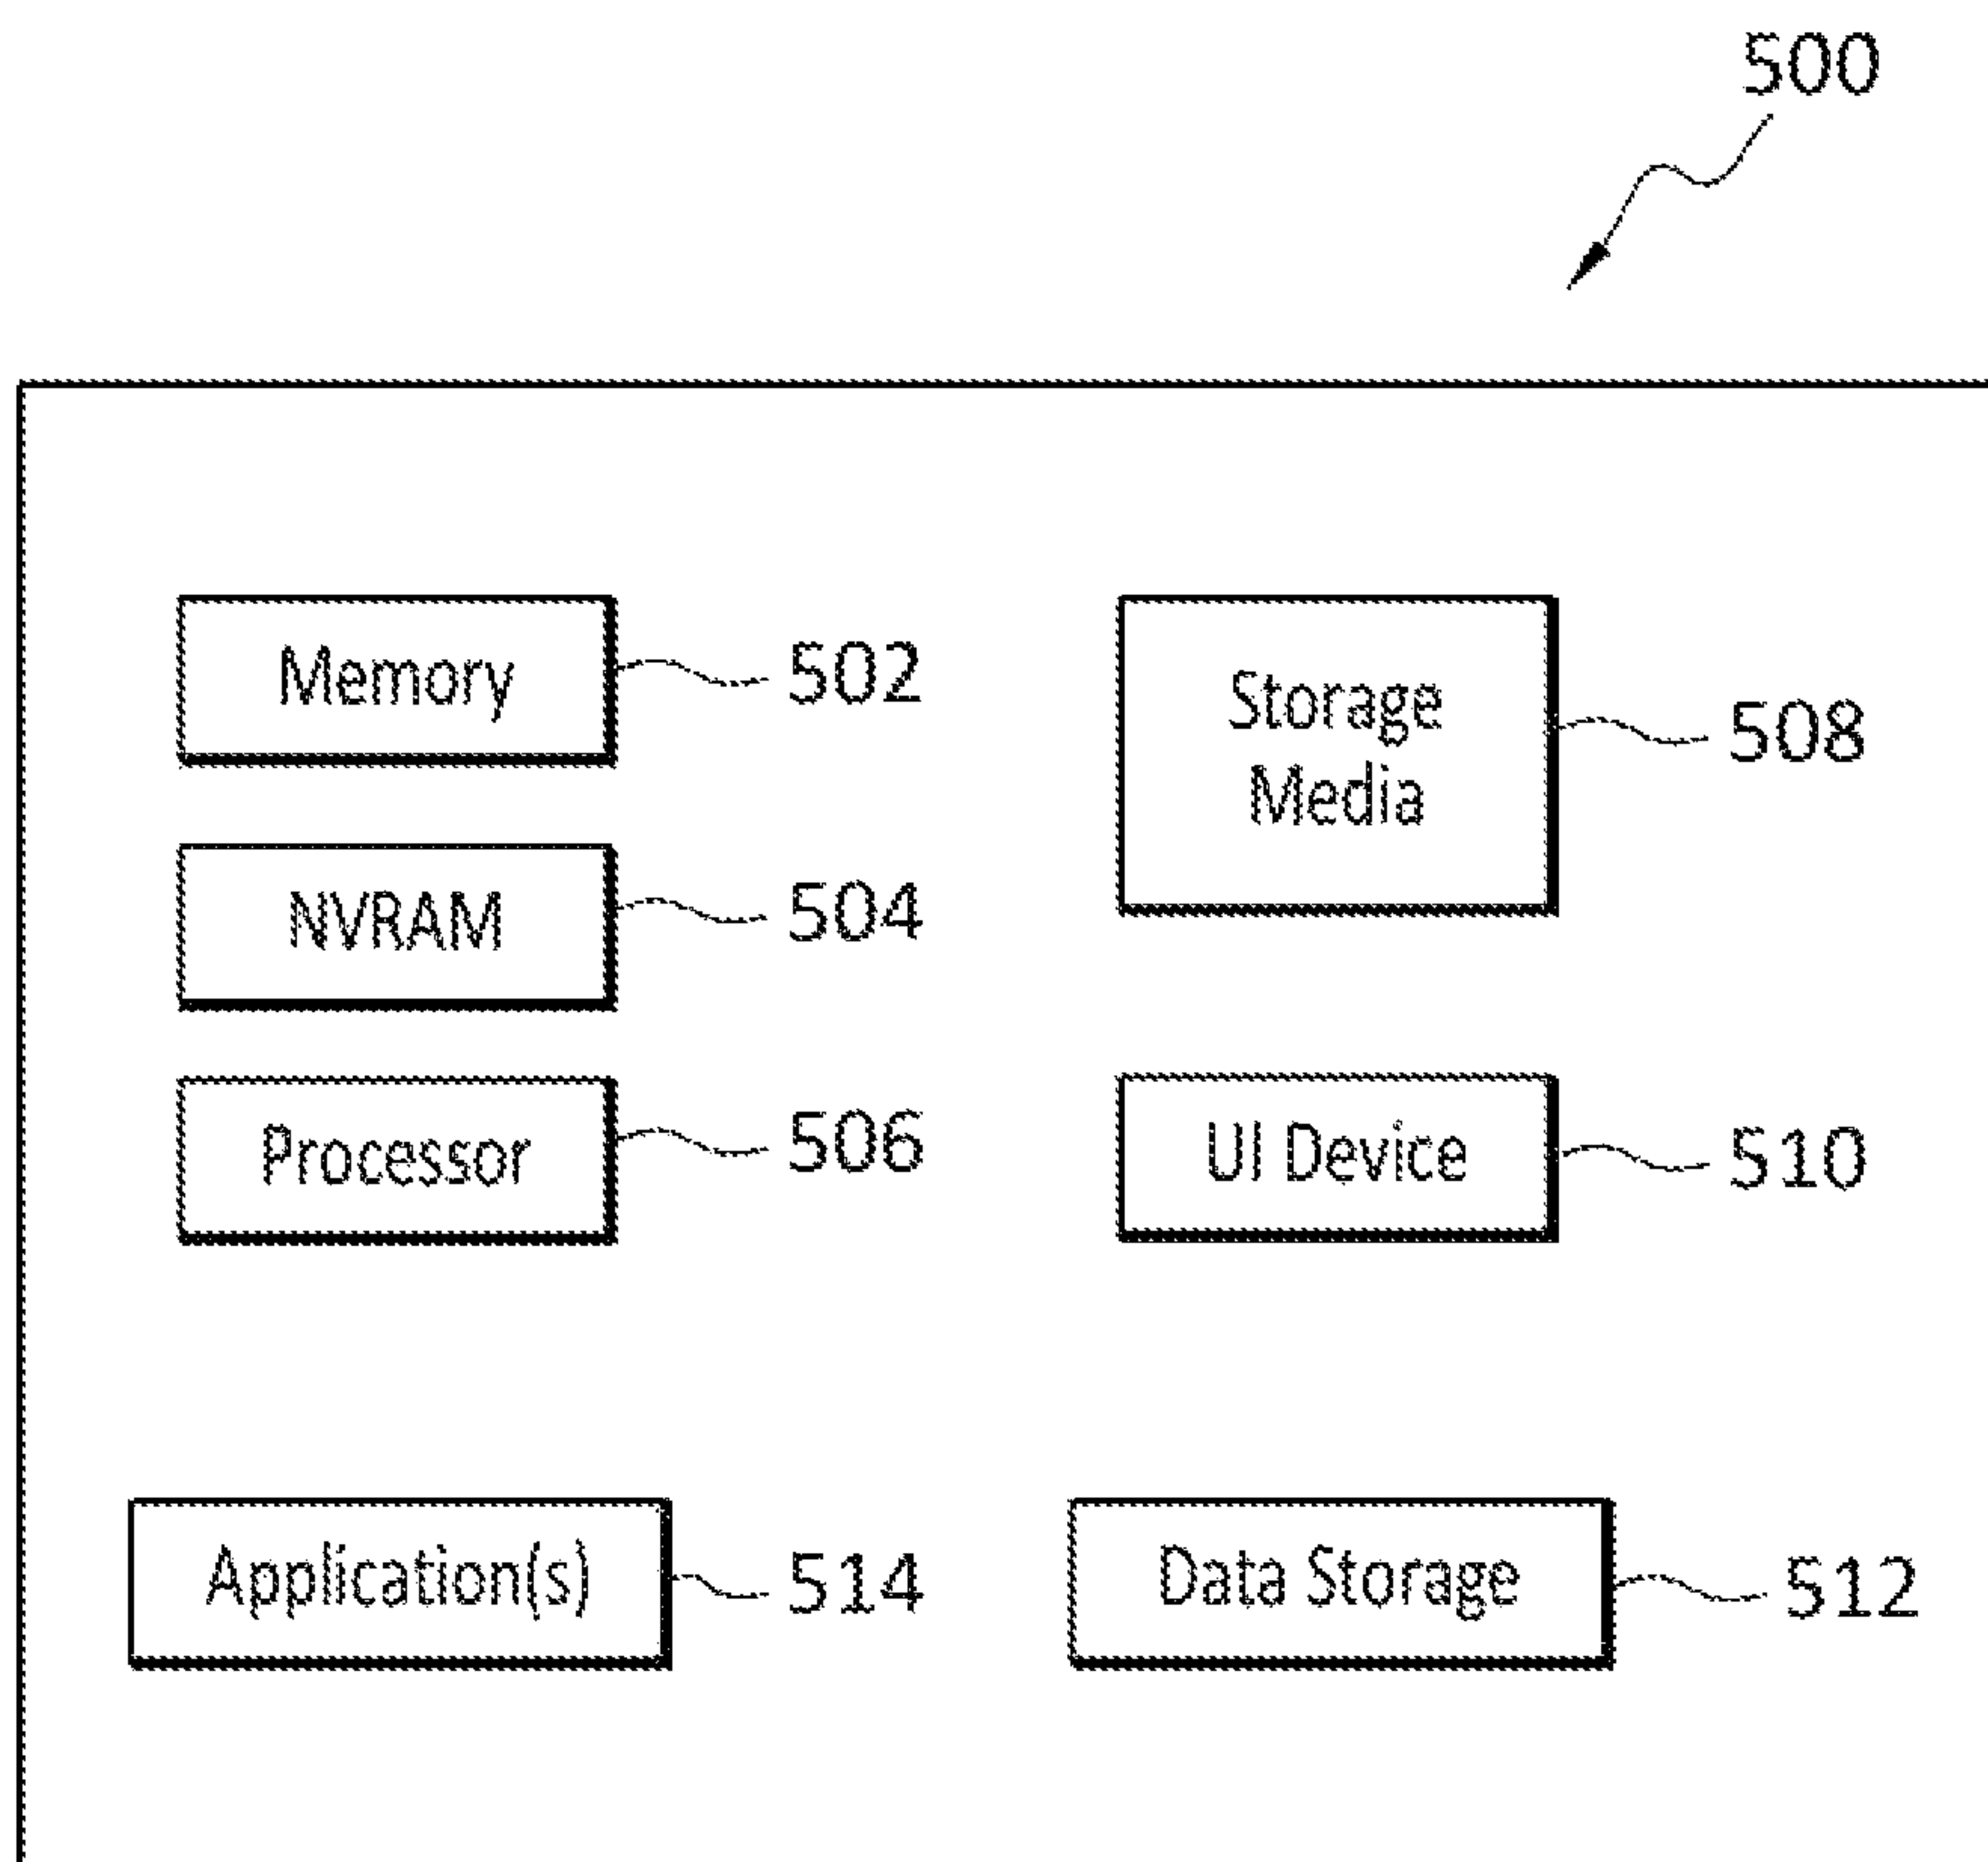 500
Memory
502
Storage
Media
508
NVRAM
504
Processor
506
UI Device
510
Application(s)
514
Data Storage
512